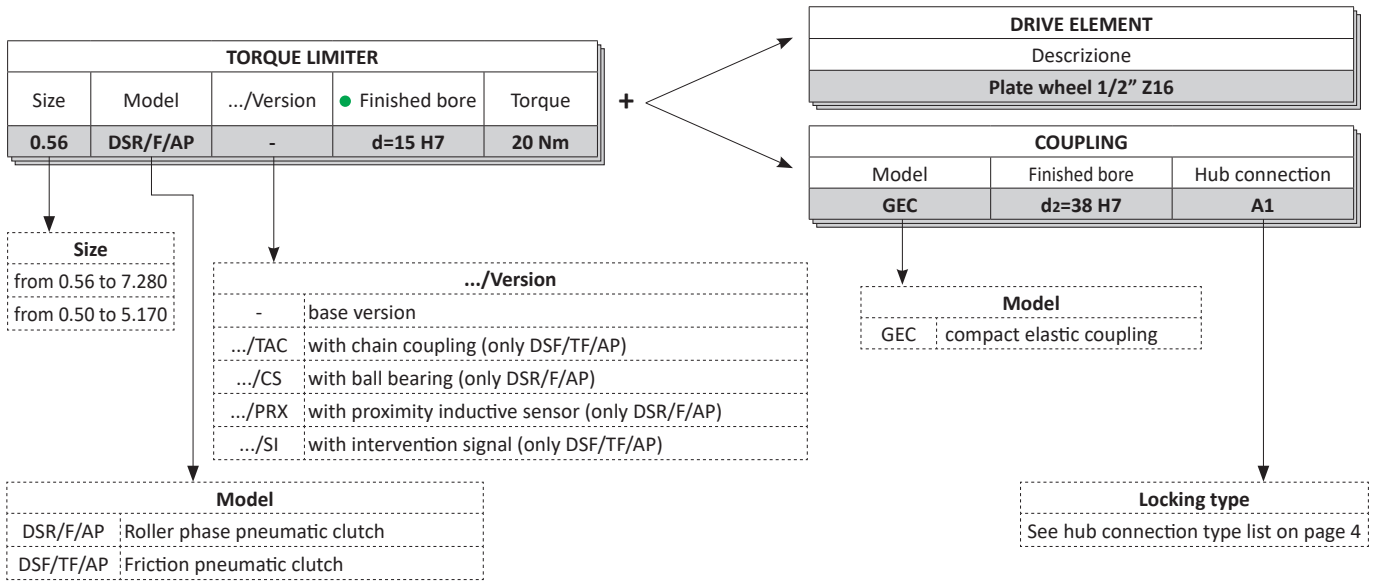 TORQUE LIMITER
Size Model .../Version ● Finished bore Torque
0.56 DSR/F/AP - d=15 H7 20 Nm
+
DRIVE ELEMENT
Descrizione
Plate wheel 1/2” Z16
COUPLING
Model Finished bore Hub connection
GEC d2=38 H7 A1
Size
from 0.56 to 7.280
from 0.50 to 5.170
.../Version
- base version
.../TAC with chain coupling (only DSF/TF/AP)
.../CS with ball bearing (only DSR/F/AP)
.../PRX with proximity inductive sensor (only DSR/F/AP)
.../SI with intervention signal (only DSF/TF/AP)
Model
GEC compact elastic coupling
Model
DSR/F/AP Roller phase pneumatic clutch
DSF/TF/AP Friction pneumatic clutch
Locking type
See hub connection type list on page 4